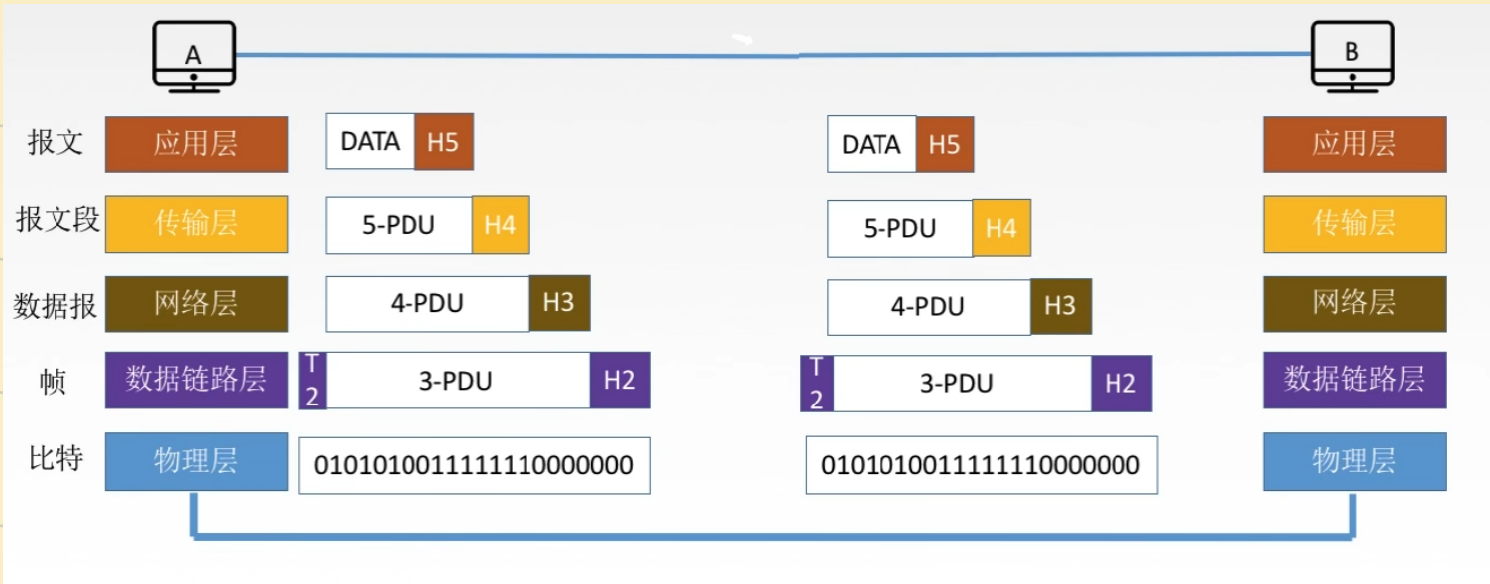 A B
报文 应用层 DATA H5 DATA H5 应用层
报文段 传输层 5-PDU H4 5-PDU H4 传输层
数据报 网络层 4-PDU H3 4-PDU H3 网络层
帧 数据链路层 T2 3-PDU H2 T2 3-PDU H2 数据链路层
比特 物理层 0101010011111110000000 0101010011111110000000 物理层